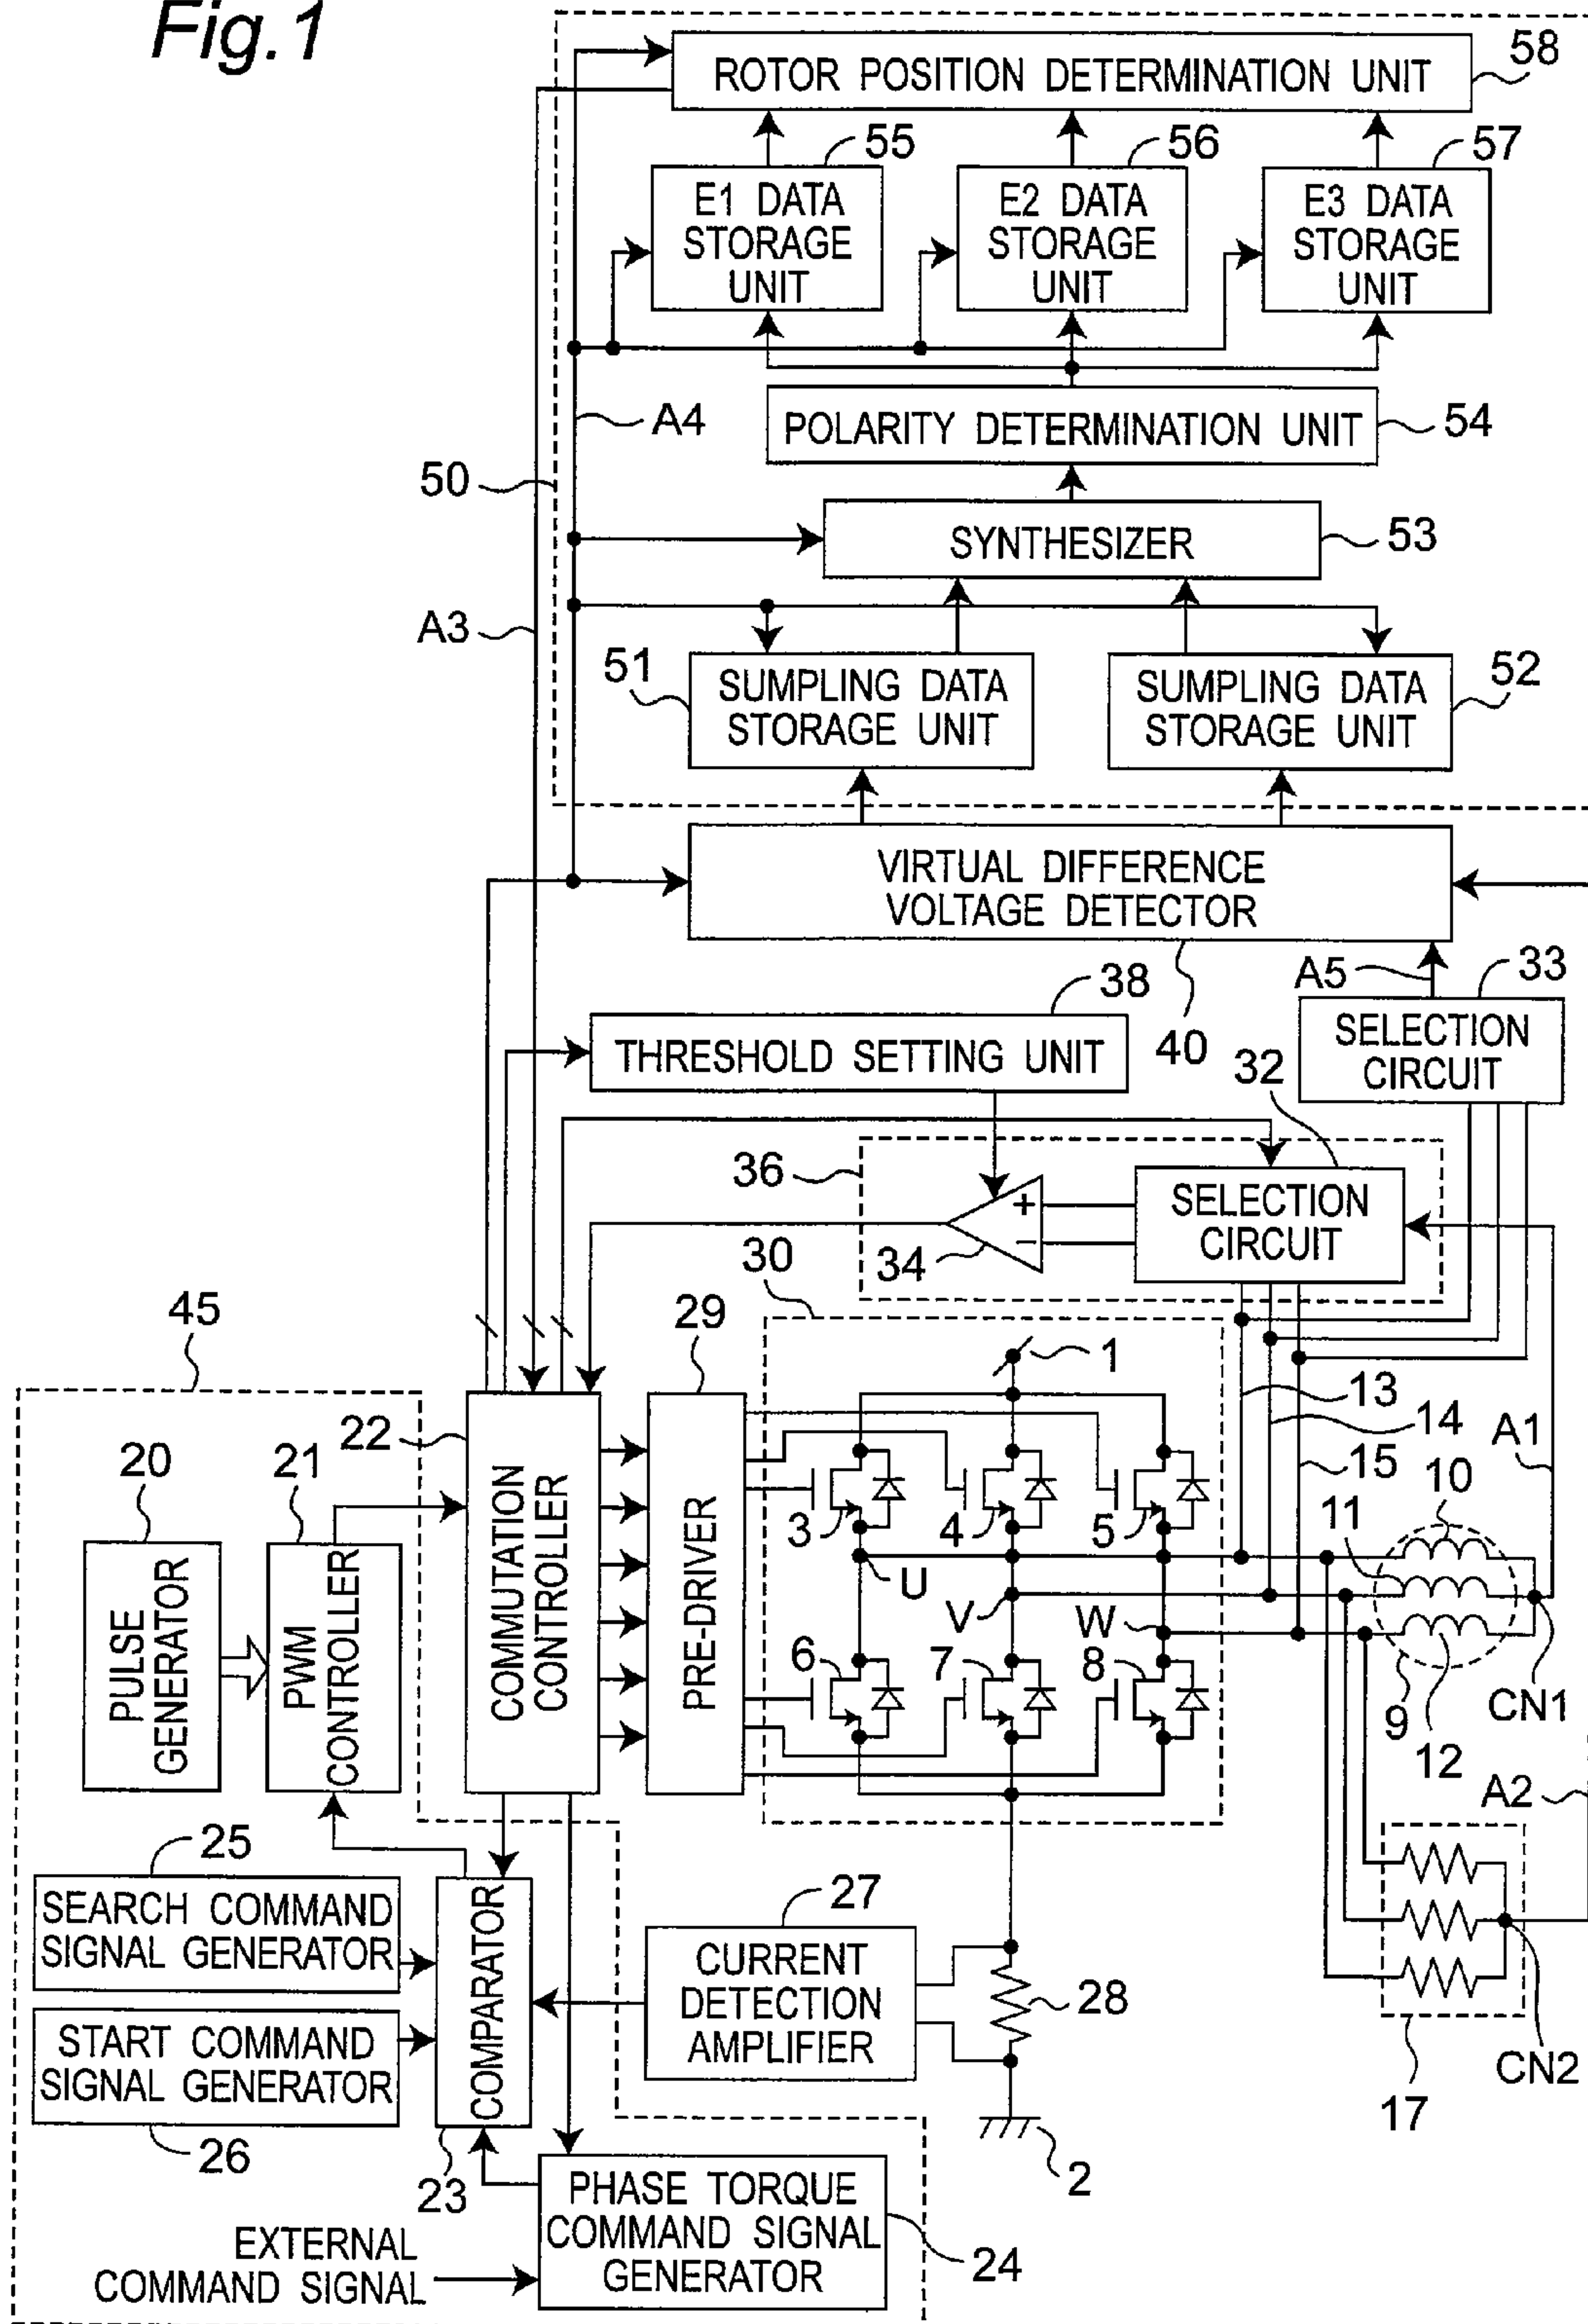 Fig.1
58
ROTOR POSITION DETERMINATION UNIT
55
56
57
E1 DATA
STORAGE
UNIT
E2 DATA
STORAGE
UNIT
E3 DATA
STORAGE
UNIT
A4
POLARITY DETERMINATION UNIT
54
50
SYNTHESIZER
53
A3
51
SUMPLING DATA
STORAGE UNIT
SUMPLING DATA
STORAGE UNIT
52
VIRTUAL DIFFERENCE
VOLTAGE DETECTOR
40
A5
33
SELECTION
CIRCUIT
38
THRESHOLD SETTING UNIT
32
36
SELECTION
CIRCUIT
+
−
34
30
45
29
1
13
14
15
A1
22
COMMUTATION
CONTROLLER
PRE-DRIVER
20
PULSE
GENERATOR
21
PWM
CONTROLLER
3
4
5
U
V
W
6
7
8
10
11
9
12
CN1
A2
25
SEARCH COMMAND
SIGNAL GENERATOR
START COMMAND
SIGNAL GENERATOR
26
COMPARATOR
23
27
CURRENT
DETECTION
AMPLIFIER
28
2
17
CN2
PHASE TORQUE
COMMAND SIGNAL
GENERATOR
24
EXTERNAL
COMMAND SIGNAL